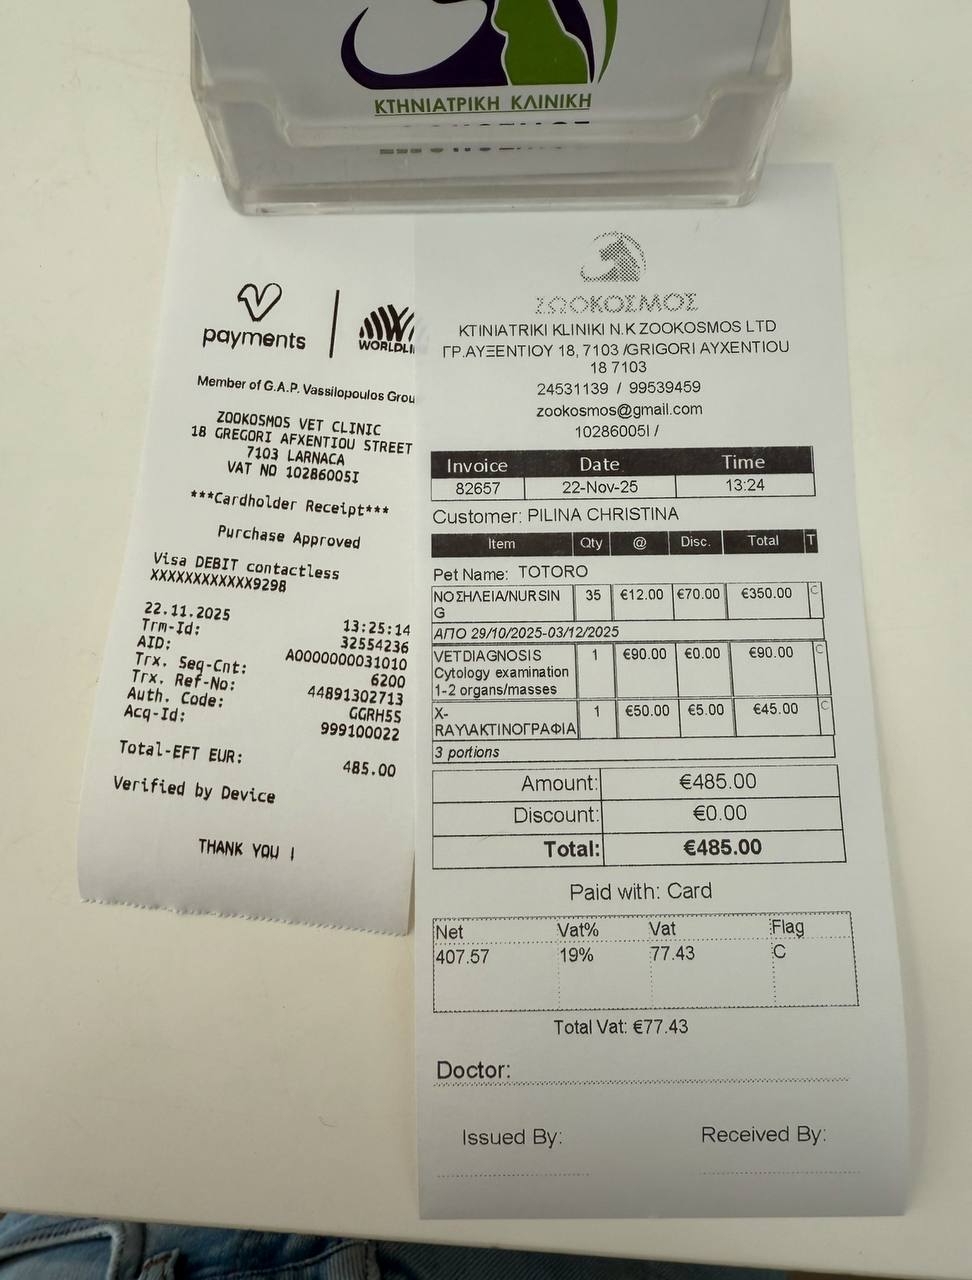 ΚΤΗΝΙΑΤΡΙΚΗ ΚΛΙΝΙΚΗ
payments
WORLDLI
Member of G.A.P. Vassilopoulos Grou
ZOOKOSMOS VET CLINIC
18 GREGORI AFXENTIOU STREET
7103 LARNACA
VAT NO 10286005I
***Cardholder Receipt***
Purchase Approved
Visa DEBIT contactless
XXXXXXXXXXXX9298
22.11.2025 13:25:14
Trm-Id: 32554236
AID: A0000000031010
Trx. Seq-Cnt: 6200
Trx. Ref-No: 44891302713
Auth. Code: GGRH5S
Acq-Id: 999100022
Total-EFT EUR: 485.00
Verified by Device
THANK YOU !
ΖΩΟΚΟΣΜΟΣ
KTINIATRIKI KLINIKI N.K ZOOKOSMOS LTD
ΓΡ.ΑΥΞΕΝΤΙΟΥ 18, 7103 /GRIGORI AYXENTIOU
18 7103
24531139 / 99539459
zookosmos@gmail.com
10286005I /
Invoice Date Time
82657 22-Nov-25 13:24
Customer: PILINA CHRISTINA
Item Qty @ Disc. Total T
Pet Name: TOTORO
ΝΟΣΗΛΕΙΑ/NURSIN 35 €12.00 €70.00 €350.00 C
G
ΑΠΟ 29/10/2025-03/12/2025
VETDIAGNOSIS 1 €90.00 €0.00 €90.00 C
Cytology examination
1-2 organs/masses
X- 1 €50.00 €5.00 €45.00 C
RAY\ΑΚΤΙΝΟΓΡΑΦΙΑ
3 portions
Amount: €485.00
Discount: €0.00
Total: €485.00
Paid with: Card
Net Vat% Vat Flag
407.57 19% 77.43 C
Total Vat: €77.43
Doctor:
Issued By: Received By: